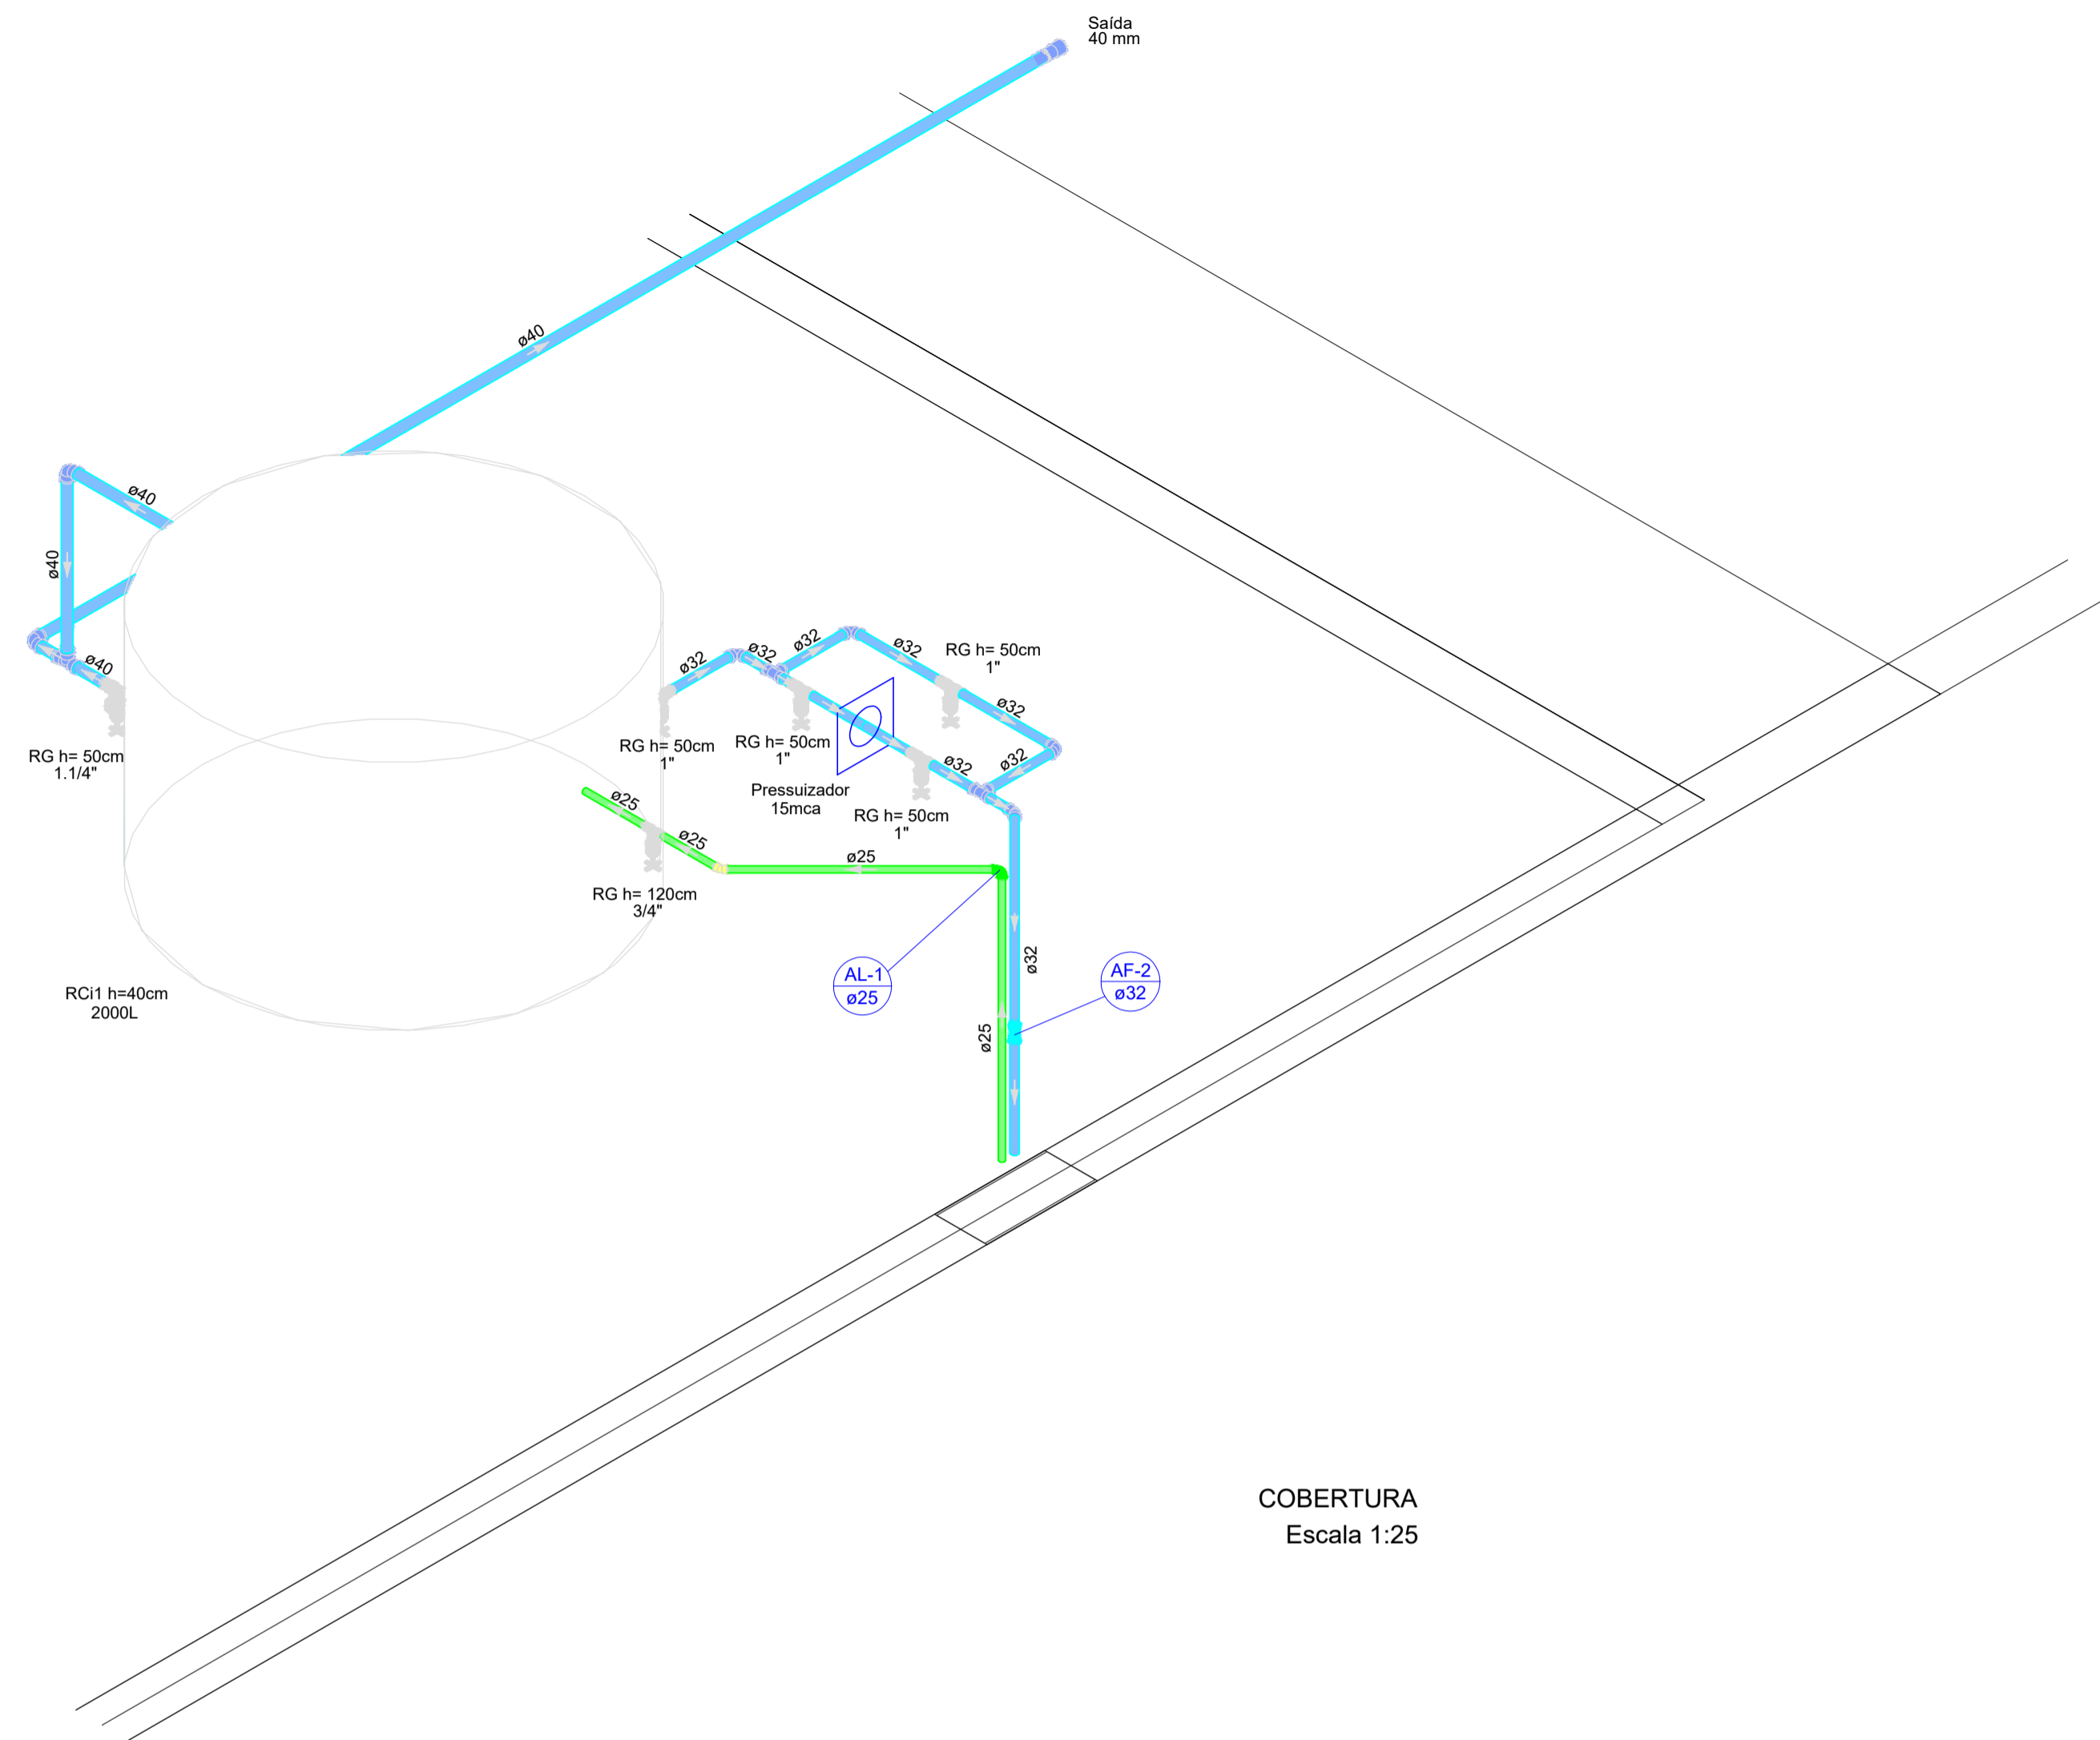 Saída
40 mm
ø40
ø40
ø40
ø40
RG h= 50cm
1.1/4"
ø32
ø32
ø32
ø32
RG h= 50cm
1"
ø32
ø32
ø32
RG h= 50cm
1"
RG h= 50cm
1"
Pressuizador
15mca
RG h= 50cm
1"
ø25
ø25
ø25
RG h= 120cm
3/4"
ø32
AL-1
ø25
AF-2
ø32
ø25
RCi1 h=40cm
2000L
COBERTURA
Escala 1:25